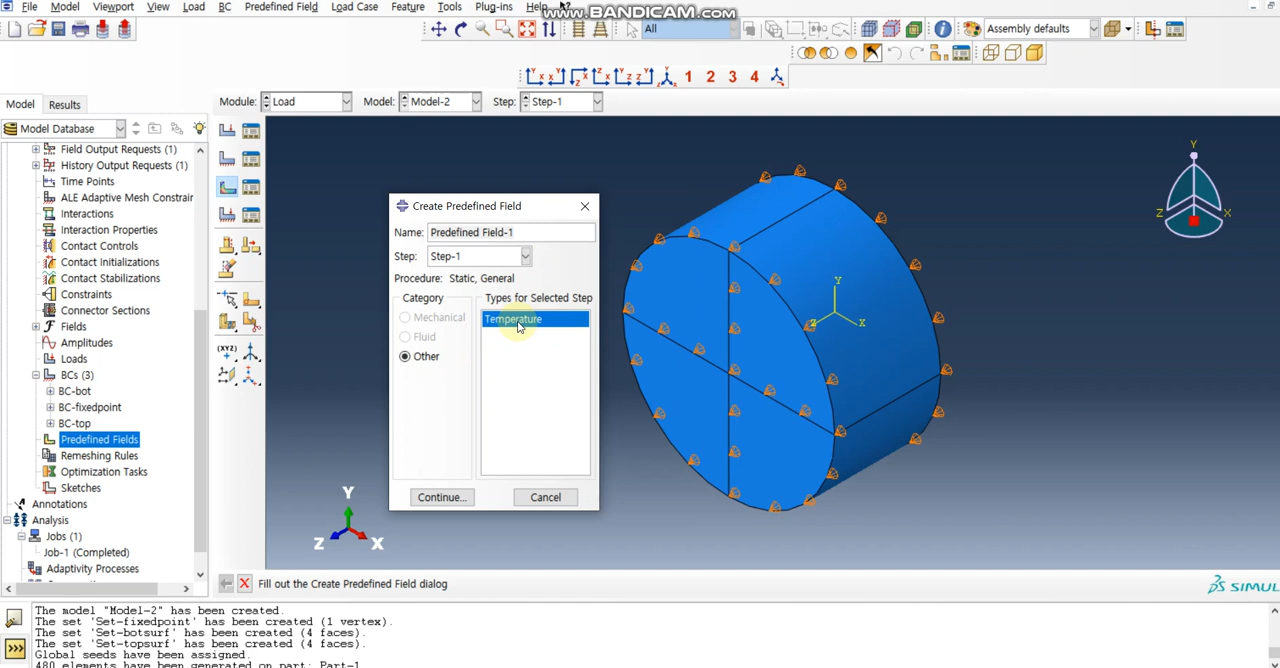 www.BANDICAM.com
File Model Viewport View Load BC Predefined Field Load Case Feature Tools Plug-ins Help
All
Assembly defaults
1 2 3 4
Model Results
Module: Load Model: Model-2 Step: Step-1
Model Database
Field Output Requests (1)
History Output Requests (1)
Time Points
ALE Adaptive Mesh Constrain
Interactions
Interaction Properties
Contact Controls
Contact Initializations
Contact Stabilizations
Constraints
Connector Sections
Fields
Amplitudes
Loads
BCs (3)
BC-bot
BC-fixedpoint
BC-top
Predefined Fields
Remeshing Rules
Optimization Tasks
Sketches
Annotations
Analysis
Jobs (1)
Job-1 (Completed)
Adaptivity Processes
(XYZ)
Create Predefined Field
Name: Predefined Field-1
Step: Step-1
Procedure: Static, General
Category
Types for Selected Step
Mechanical
Fluid
Other
Temperature
Continue...
Cancel
Y
Z
X
Y
Z
X
Y
Z
X
Fill out the Create Predefined Field dialog
SIMUL
The model "Model-2" has been created.
The set 'Set-fixedpoint' has been created (1 vertex).
The set 'Set-botsurf' has been created (4 faces).
The set 'Set-topsurf' has been created (4 faces).
Global seeds have been assigned.
480 elements have been generated on part: Part-1